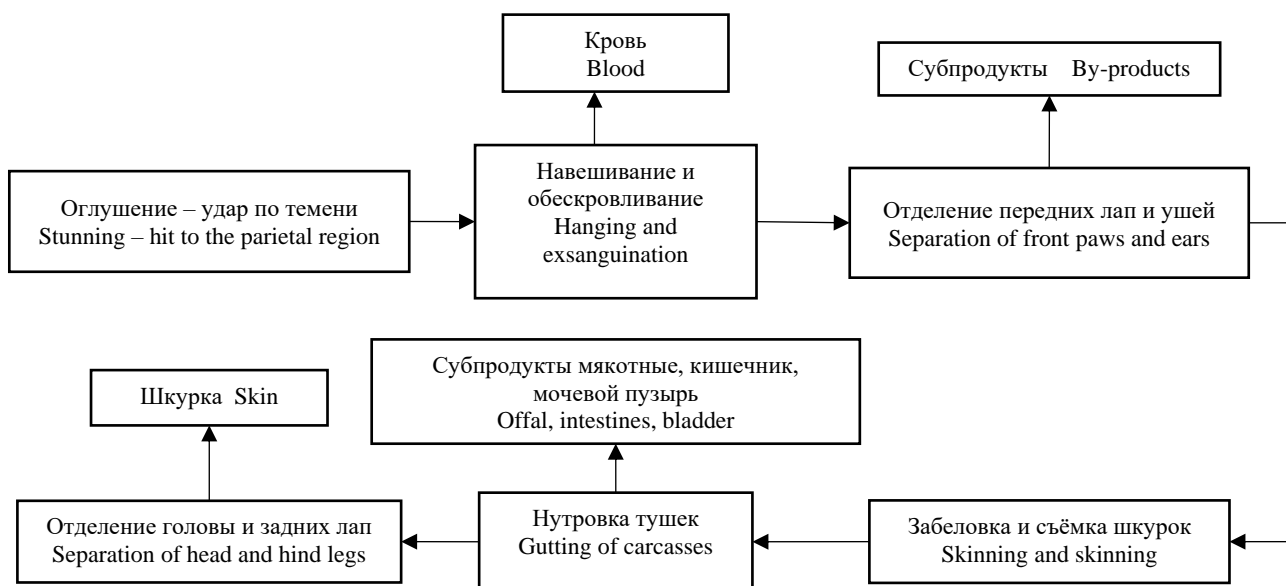 Кровь
Blood
Субпродукты By-products
Оглушение – удар по темени
Stunning – hit to the parietal region
Навешивание и
обескровливание
Hanging and
exsanguination
Отделение передних лап и ушей
Separation of front paws and ears
Шкурка Skin
Субпродукты мякотные, кишечник,
мочевой пузырь
Offal, intestines, bladder
Отделение головы и задних лап
Separation of head and hind legs
Нутровка тушек
Gutting of carcasses
Забеловка и съёмка шкурок
Skinning and skinning